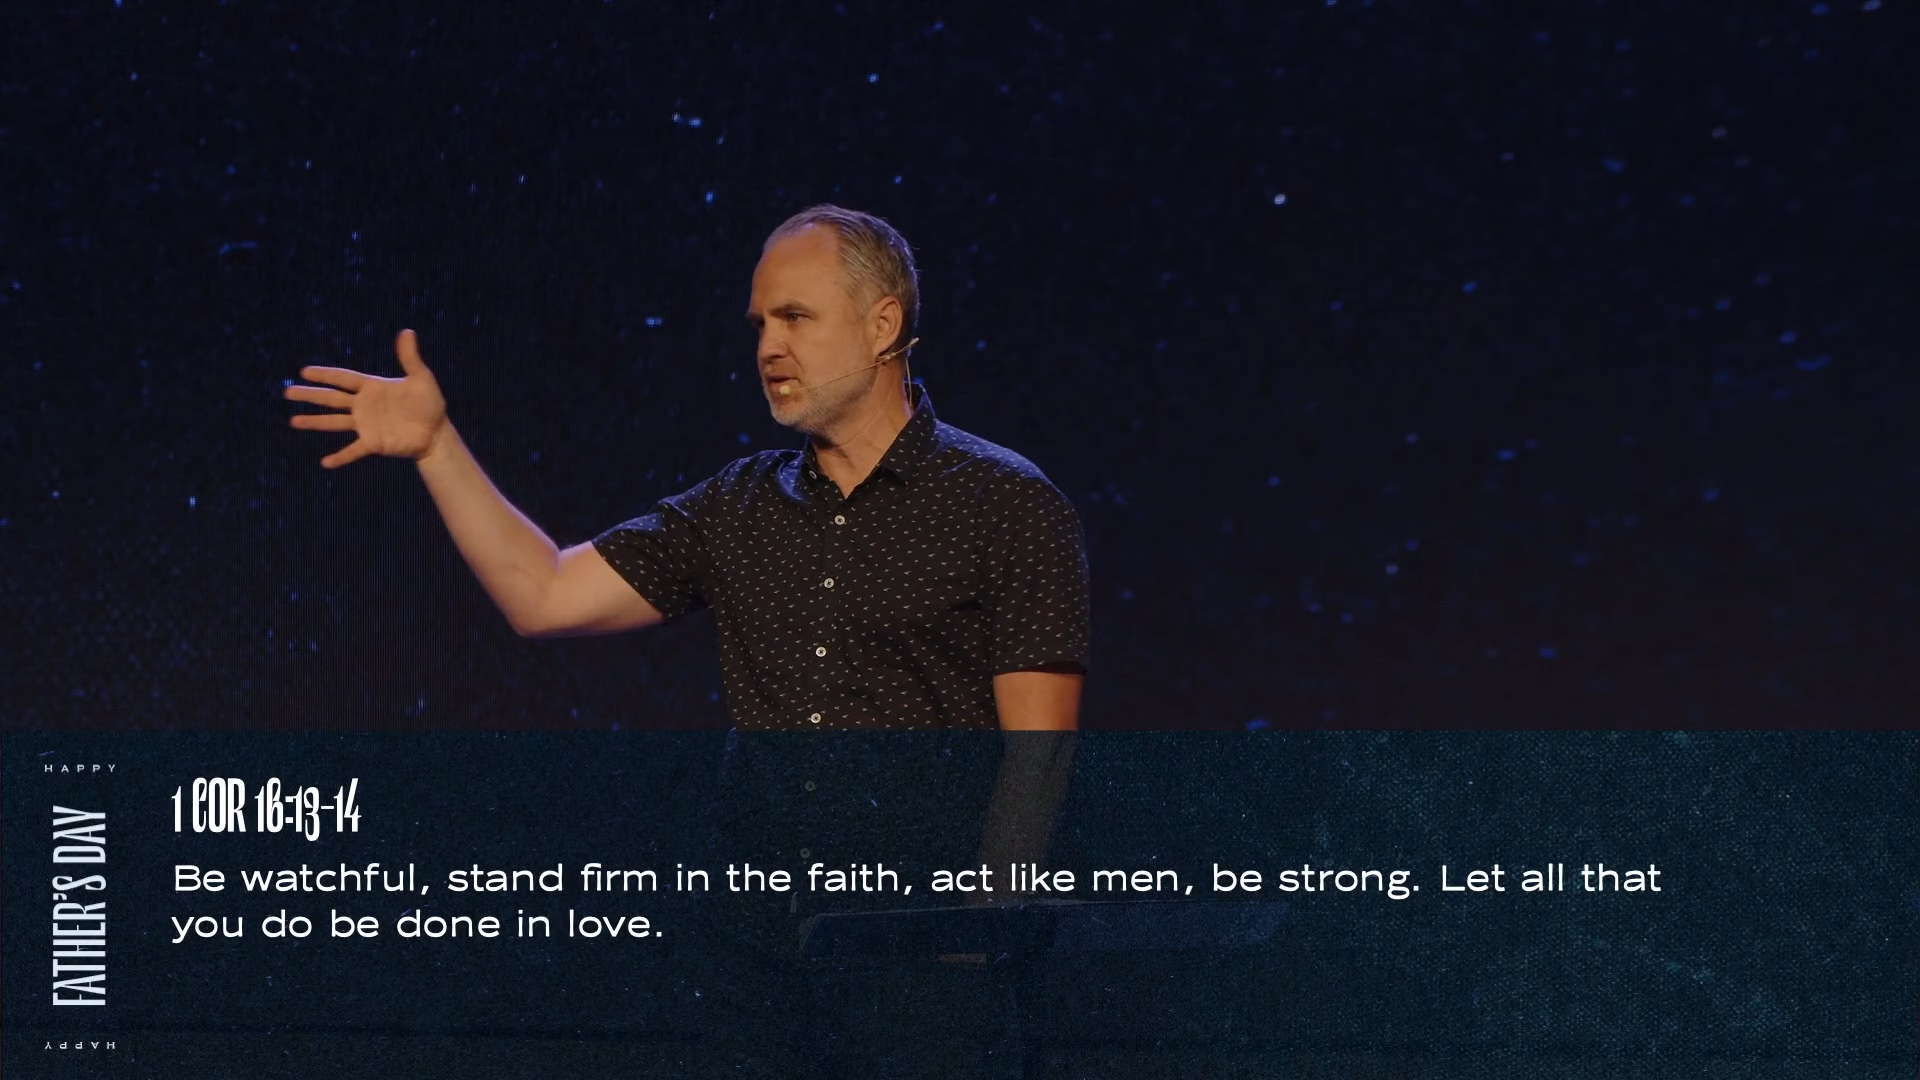 HAPPY
FATHER'S DAY
HAPPY
1 COR 16:13-14
Be watchful, stand firm in the faith, act like men, be strong. Let all that
you do be done in love.